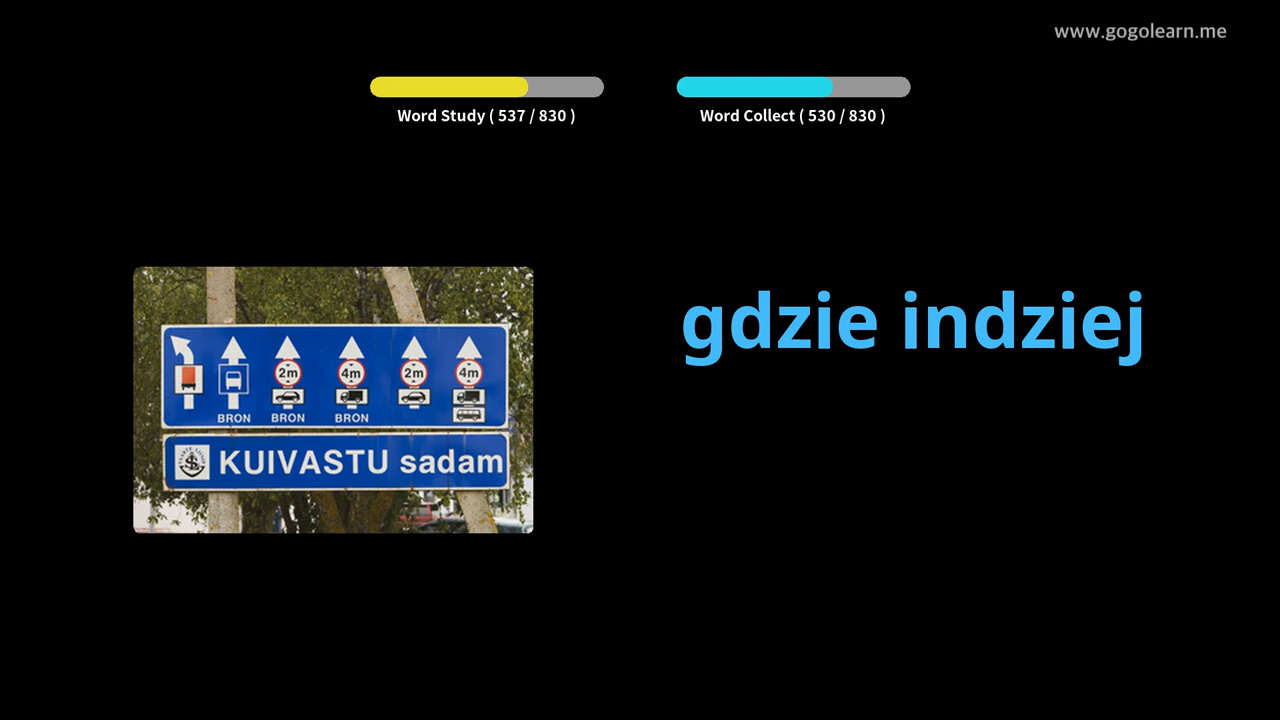 www.gogolearn.me
Word Study ( 537 / 830 )
Word Collect ( 530 / 830 )
gdzie indziej
2m 4m 2m 4m
BRON BRON BRON
KUIVASTU sadam